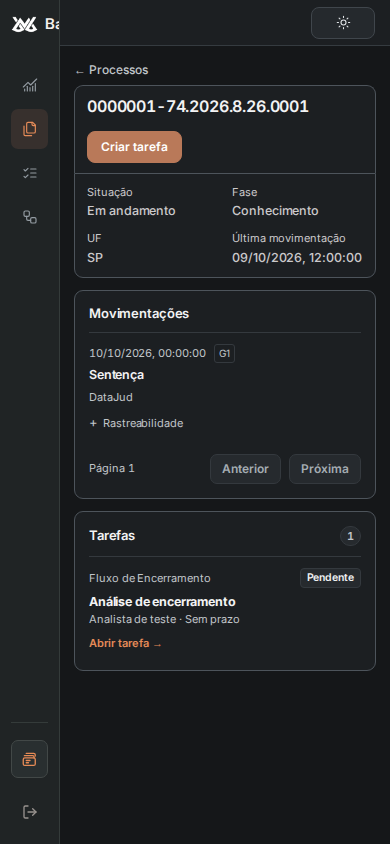 Ba
← Processos
0000001-74.2026.8.26.0001
Criar tarefa
Situação
Fase
Em andamento
Conhecimento
UF
Última movimentação
SP
09/10/2026, 12:00:00
Movimentações
10/10/2026, 00:00:00 G1
Sentença
DataJud
+ Rastreabilidade
Página 1
Anterior
Próxima
Tarefas
1
Fluxo de Encerramento
Pendente
Análise de encerramento
Analista de teste · Sem prazo
Abrir tarefa →